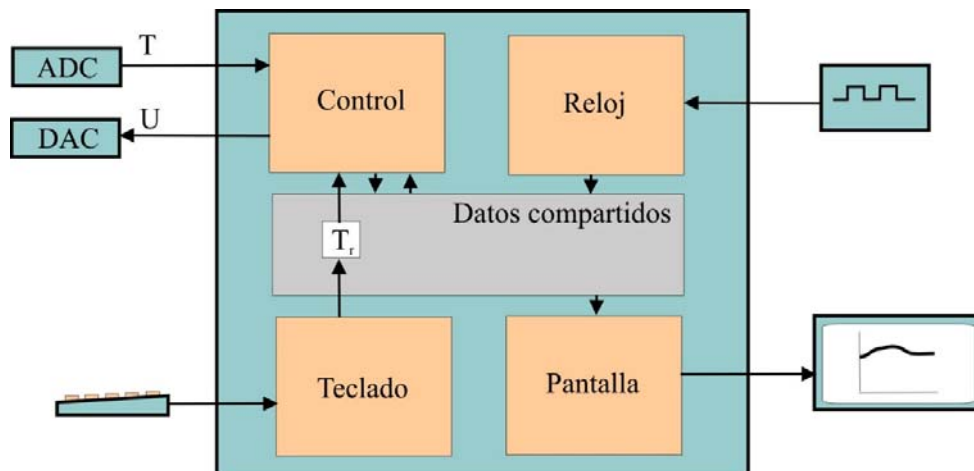 ADC
T
DAC
U
Control
Reloj
Datos compartidos
Tr
Teclado
Pantalla